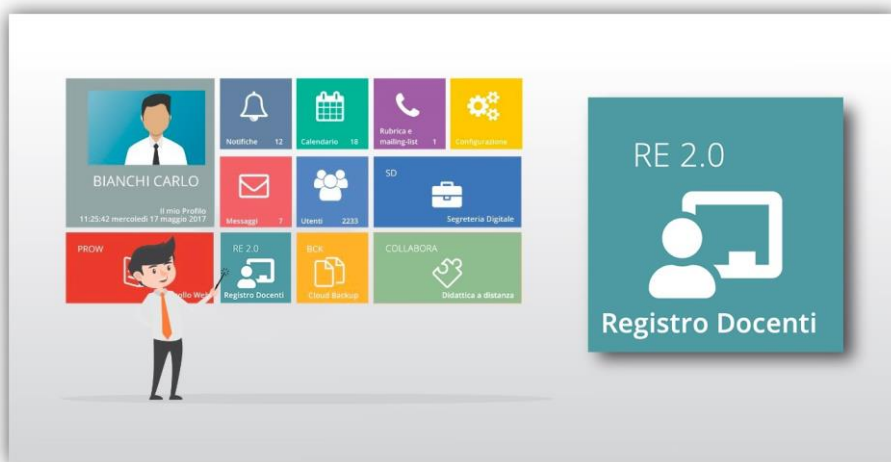 BIANCHI CARLO
Il mio Profilo
11:25:42 mercoledì 17 maggio 2017
Notifiche 12
Calendario 18
Rubrica e
mailing-list 1
Configurazione
Messaggi 7
Utenti 2233
SD
Segreteria Digitale
PROW
ollo Web
RE 2.0
Registro Docenti
BCK
Cloud Backup
COLLABORA
Didattica a distanza
RE 2.0
Registro Docenti